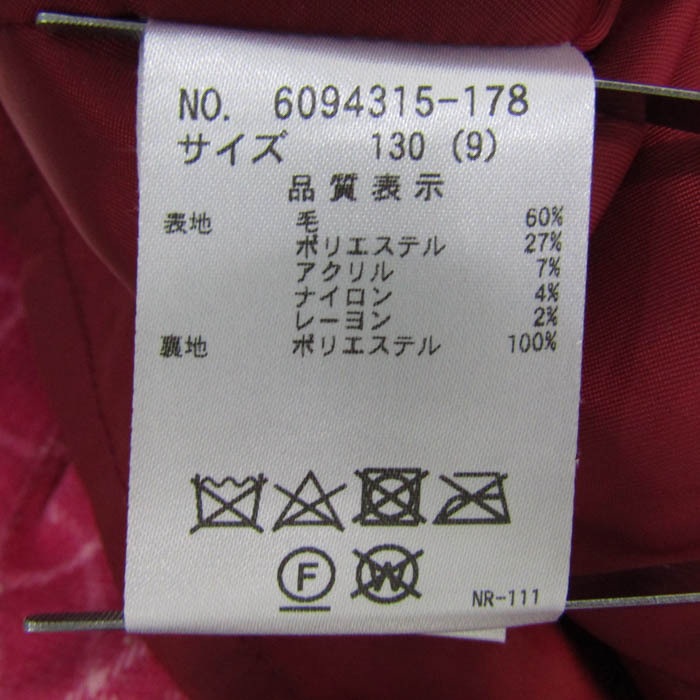 NO. 6094315-178
サイズ 130 (9)
品質表示
表地 毛 60%
ポリエステル 27%
アクリル 7%
ナイロン 4%
レーヨン 2%
裏地 ポリエステル 100%
F
W
NR-111